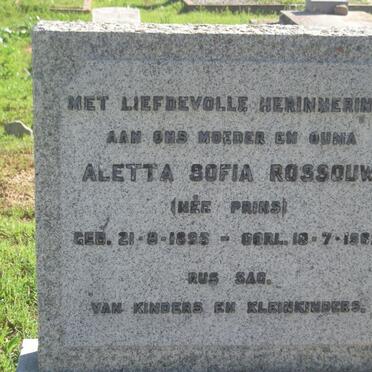 MET LIEFDEVOLLE HERINNERIN
AAN ONS MOEDER EN OUMA
ALETTA SOFIA ROSSOUW
(NÉE PRINS)
GEB. 21-9-1895 - OORL. 18-7-196
RUS SAG.
VAN KINDERS EN KLEINKINDERS.